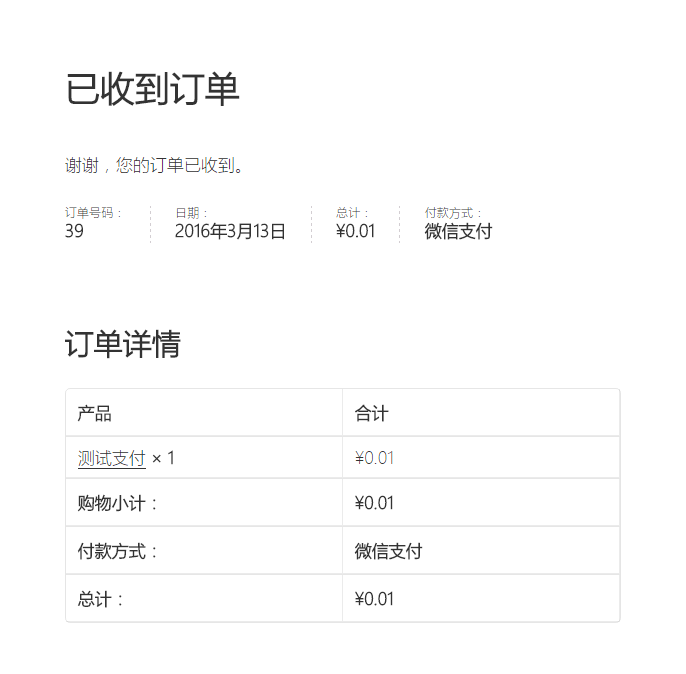 已收到订单
谢谢，您的订单已收到。
订单号码： 日期： 总计： 付款方式：
39 2016年3月13日 ¥0.01 微信支付
订单详情
产品 合计
测试支付 × 1 ¥0.01
购物小计： ¥0.01
付款方式： 微信支付
总计： ¥0.01